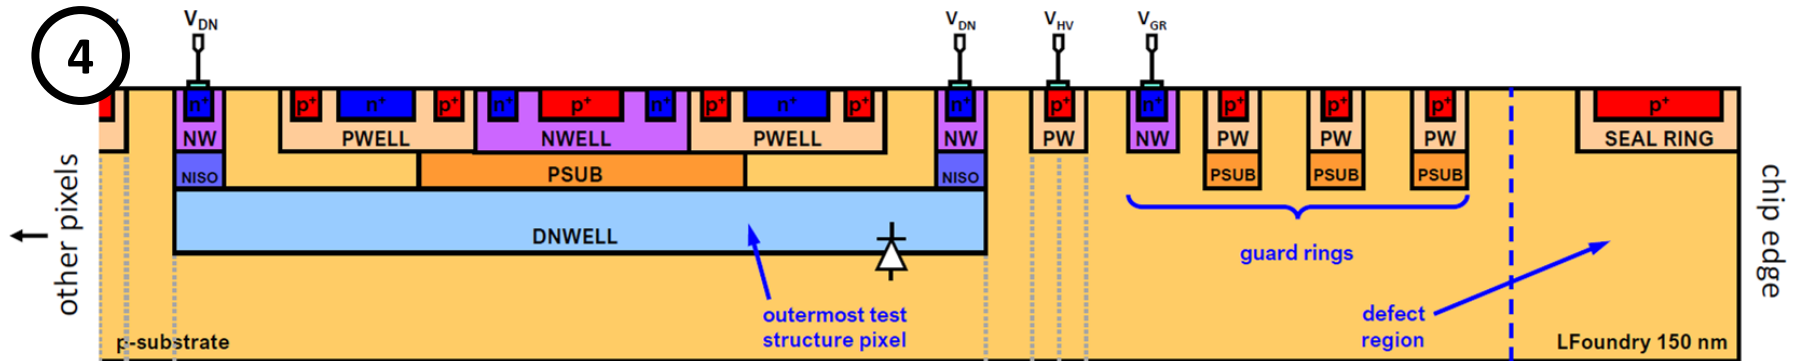 4
VDN
VDN
VHV
VGR
n+
p+
n+
p+
n+
p+
n+
p+
n+
p+
n+
p+
n+
p+
p+
p+
p+
NW
PWELL
NWELL
PWELL
NW
PW
NW
PW
PW
PW
SEAL RING
NISO
PSUB
NISO
PSUB
PSUB
PSUB
DNWELL
other pixels
guard rings
chip edge
outermost test
structure pixel
defect
region
p-substrate
LFoundry 150 nm